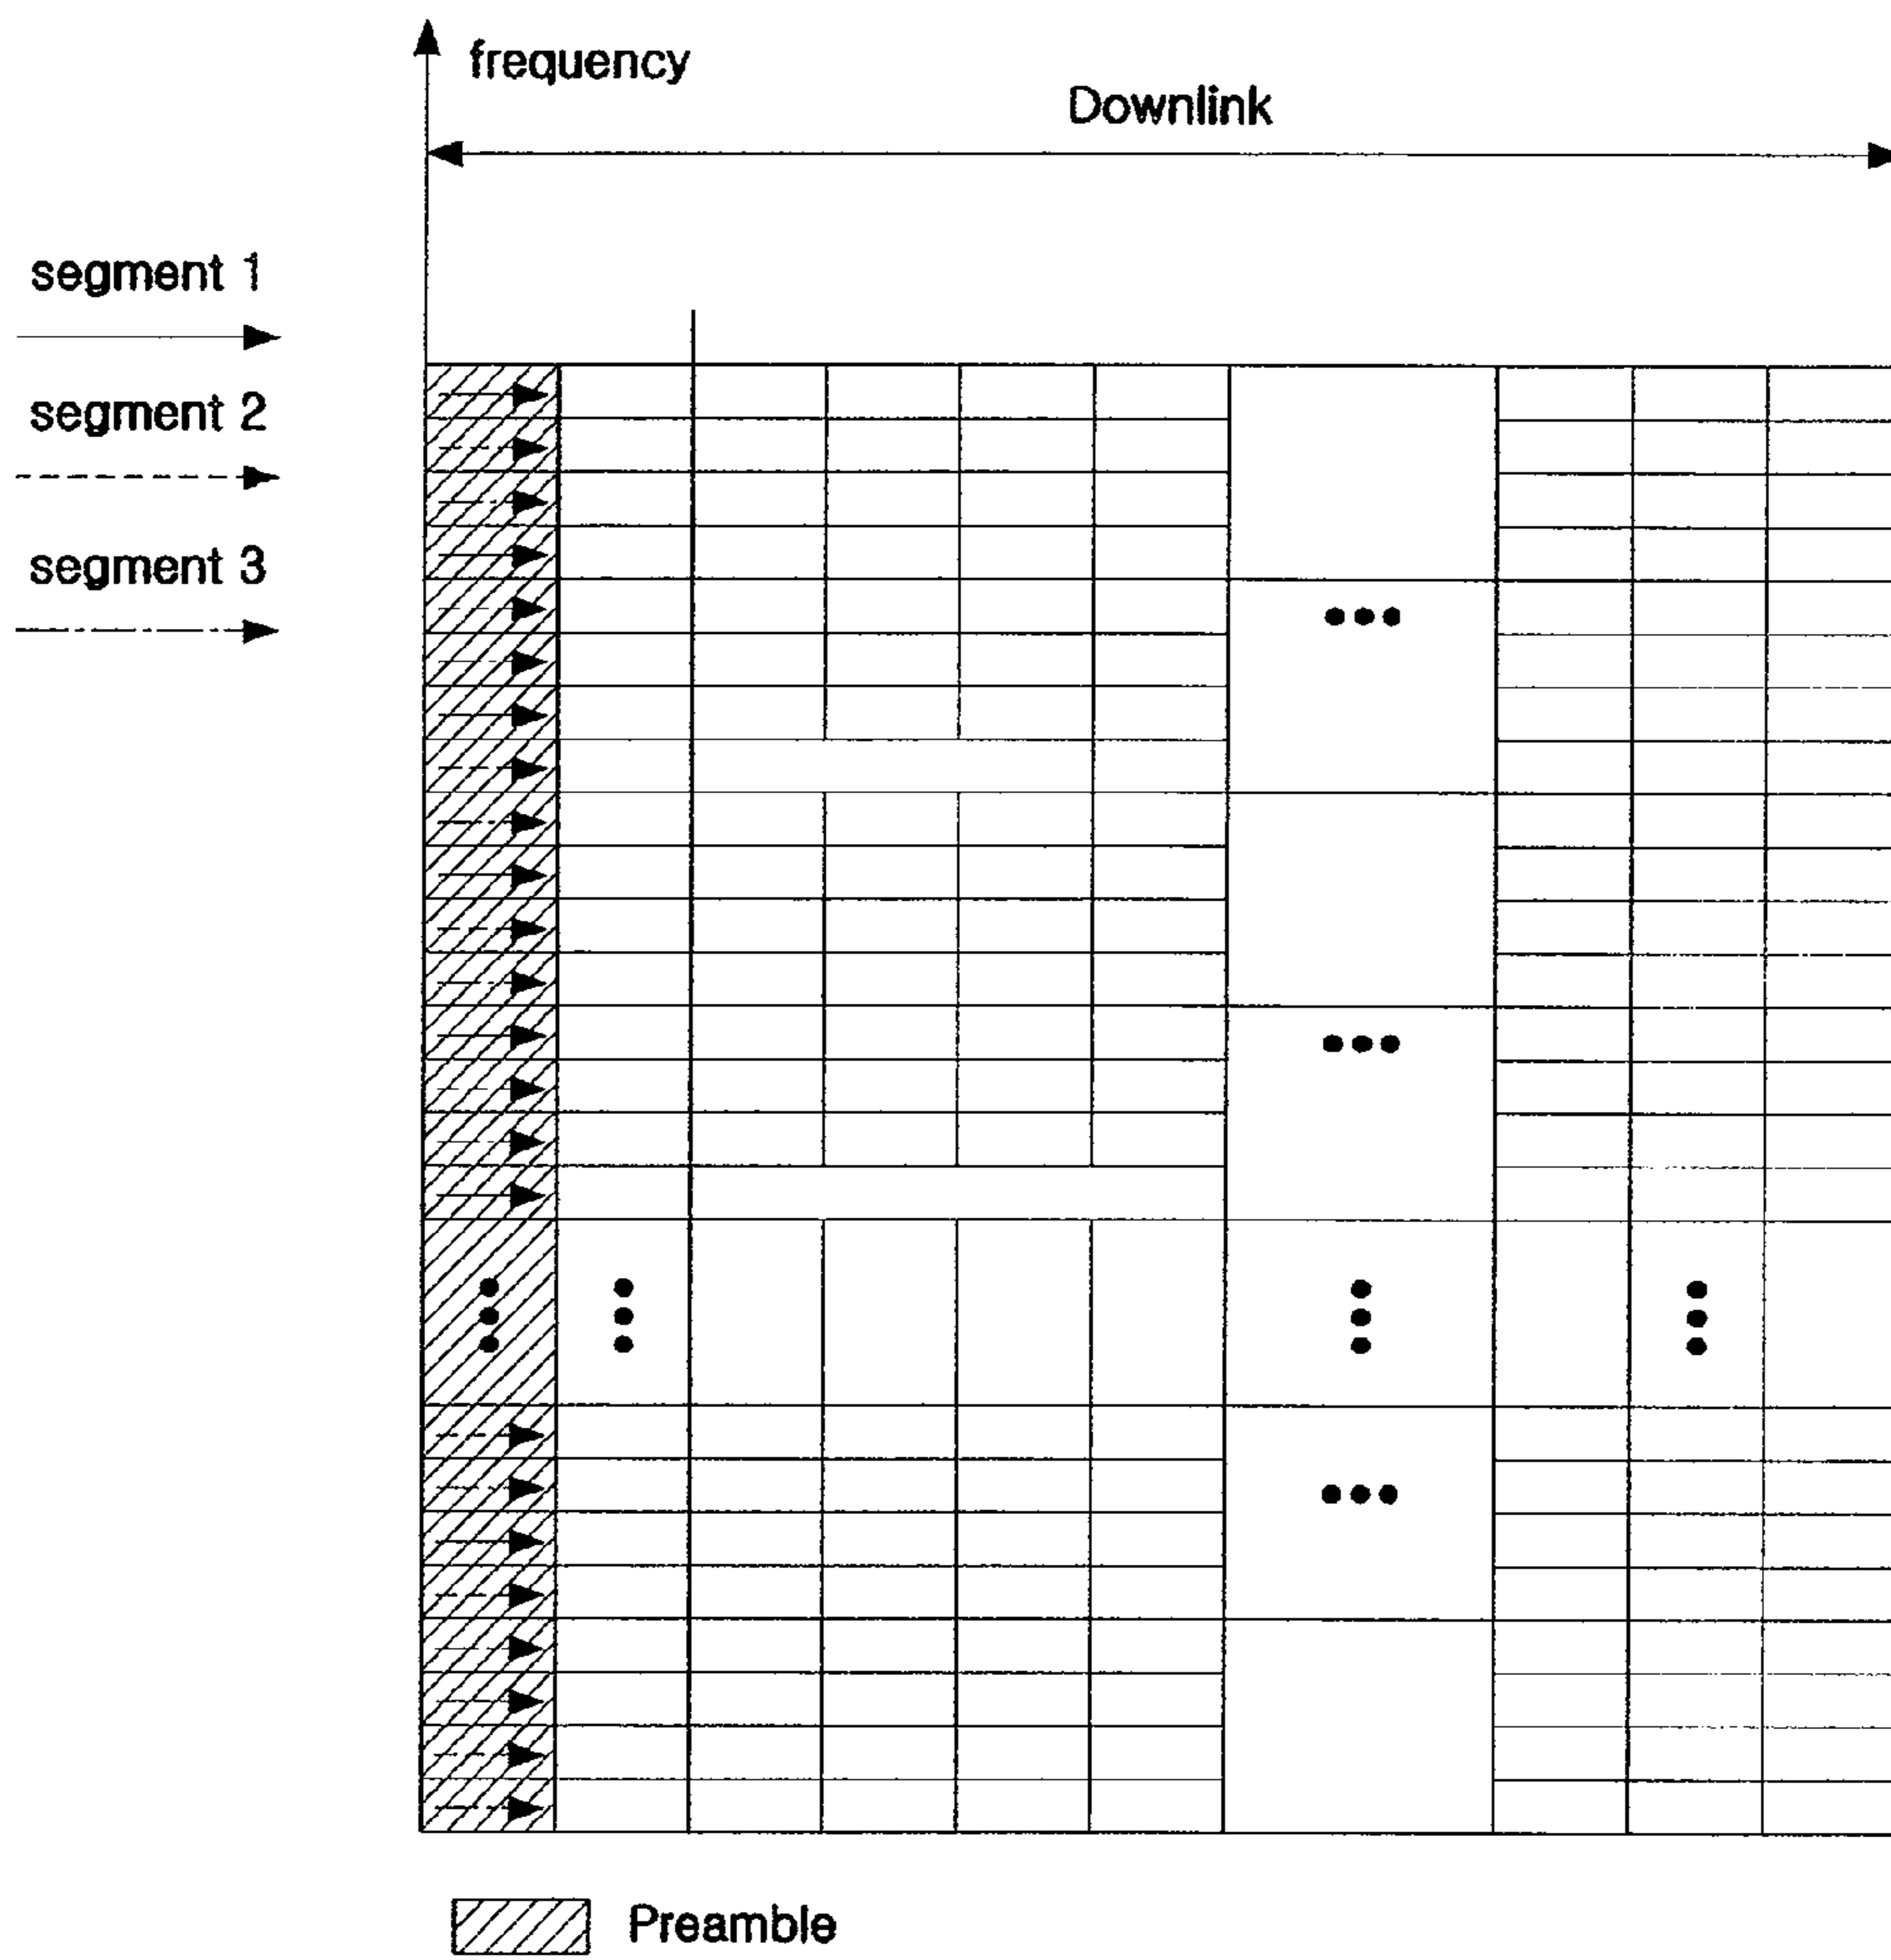 frequency
Downlink
segment 1
segment 2
segment 3
Preamble